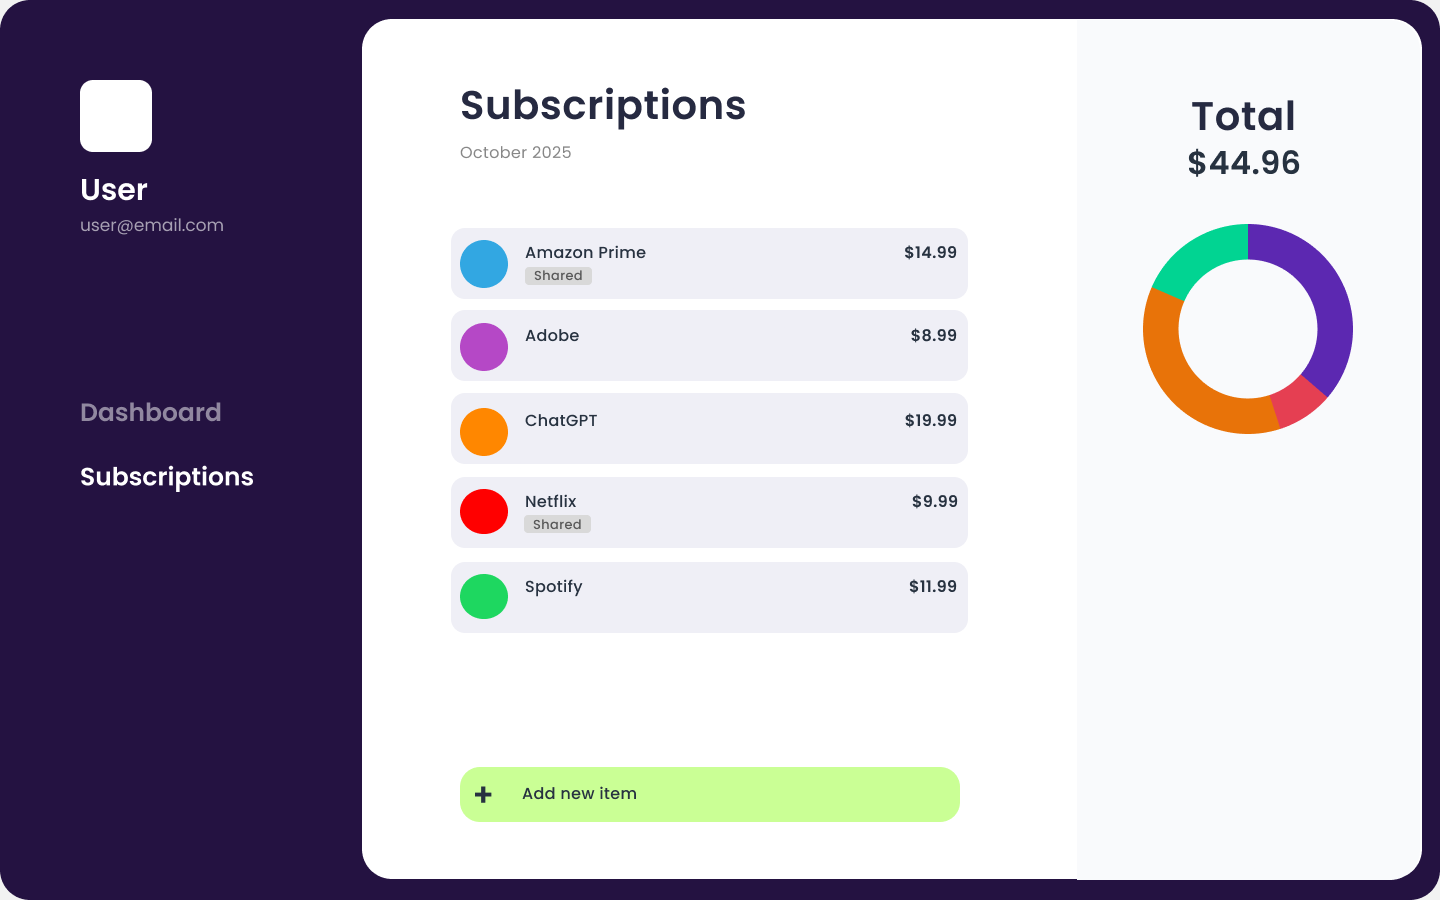 User
user@email.com
Dashboard
Subscriptions
Subscriptions
October 2025
Amazon Prime $14.99
Shared
Adobe $8.99
ChatGPT $19.99
Netflix $9.99
Shared
Spotify $11.99
+ Add new item
Total
$44.96